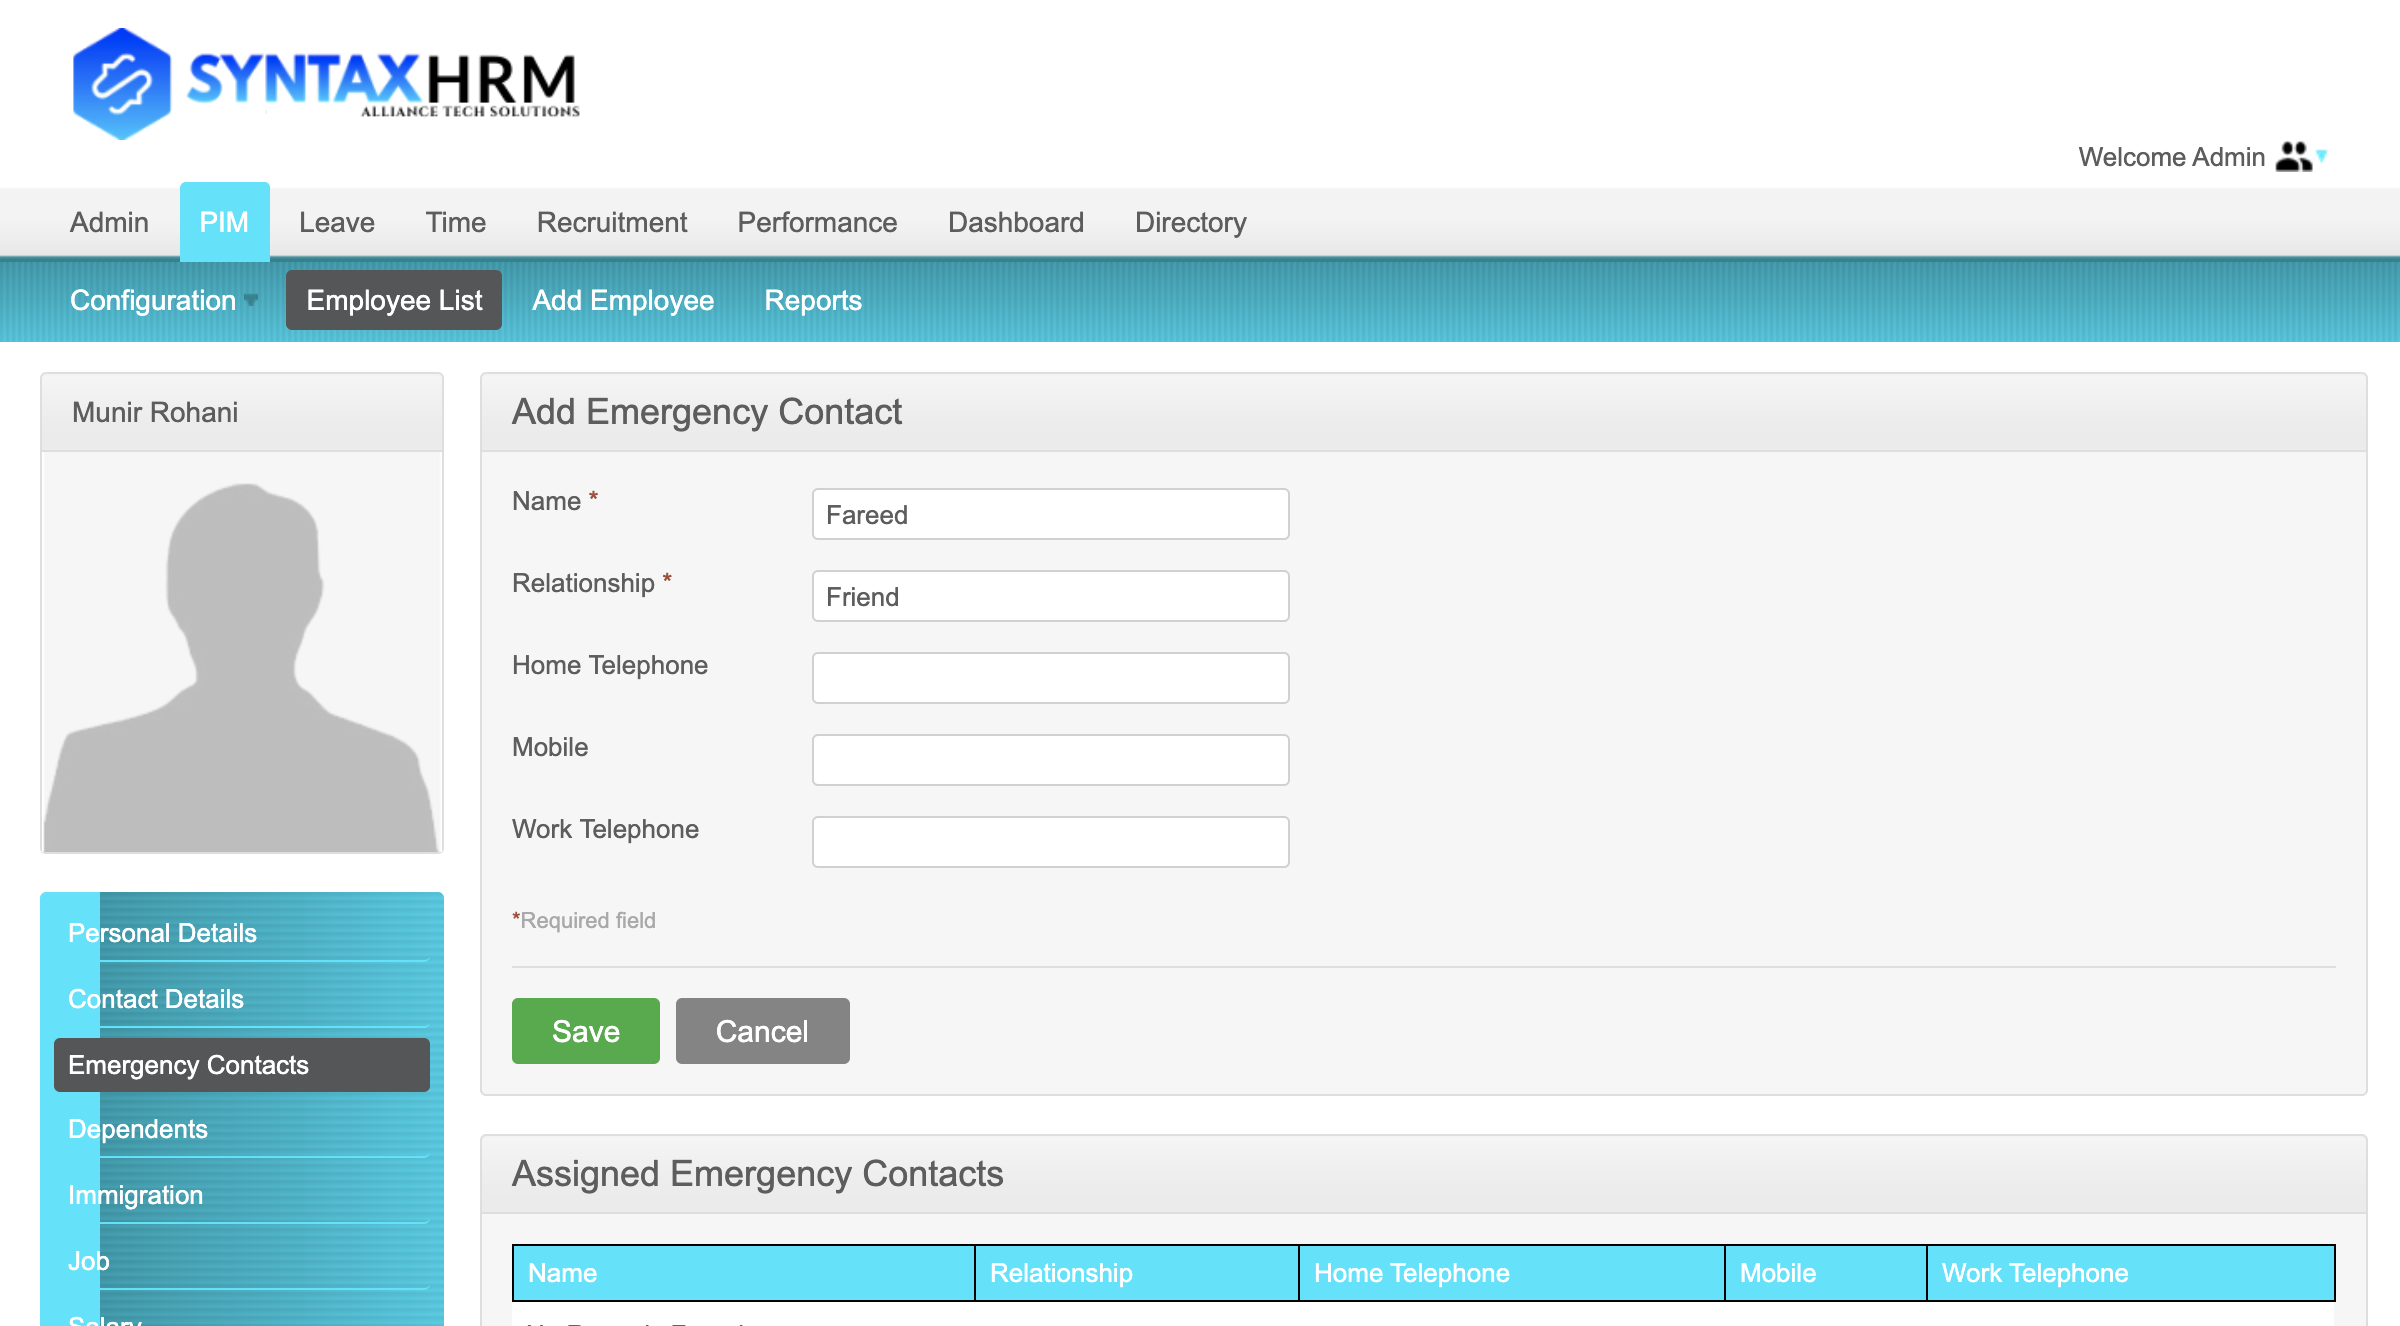 SYNTAXHRM
ALLIANCE TECH SOLUTIONS
Welcome Admin
Admin PIM Leave Time Recruitment Performance Dashboard Directory
Configuration Employee List Add Employee Reports
Munir Rohani
Add Emergency Contact
Name * Fareed
Relationship * Friend
Home Telephone
Mobile
Work Telephone
*Required field
Save Cancel
Personal Details
Contact Details
Emergency Contacts
Dependents
Immigration
Job
Salary
Assigned Emergency Contacts
Name Relationship Home Telephone Mobile Work Telephone